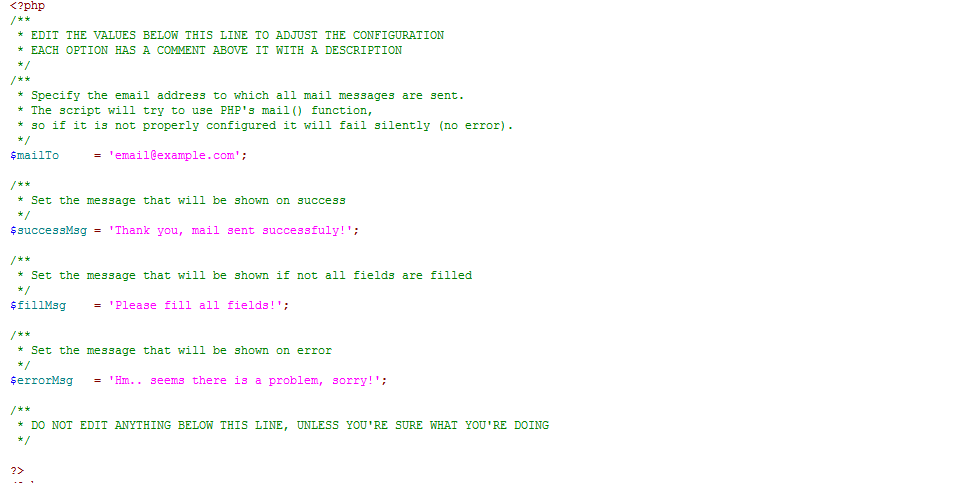 <?php
/**
 * EDIT THE VALUES BELOW THIS LINE TO ADJUST THE CONFIGURATION
 * EACH OPTION HAS A COMMENT ABOVE IT WITH A DESCRIPTION
 */
/**
 * Specify the email address to which all mail messages are sent.
 * The script will try to use PHP's mail() function,
 * so if it is not properly configured it will fail silently (no error).
 */
$mailTo     = 'email@example.com';
/**
 * Set the message that will be shown on success
 */
$successMsg = 'Thank you, mail sent successfuly!';
/**
 * Set the message that will be shown if not all fields are filled
 */
$fillMsg    = 'Please fill all fields!';
/**
 * Set the message that will be shown on error
 */
$errorMsg   = 'Hm.. seems there is a problem, sorry!';
/**
 * DO NOT EDIT ANYTHING BELOW THIS LINE, UNLESS YOU'RE SURE WHAT YOU'RE DOING
 */
?>